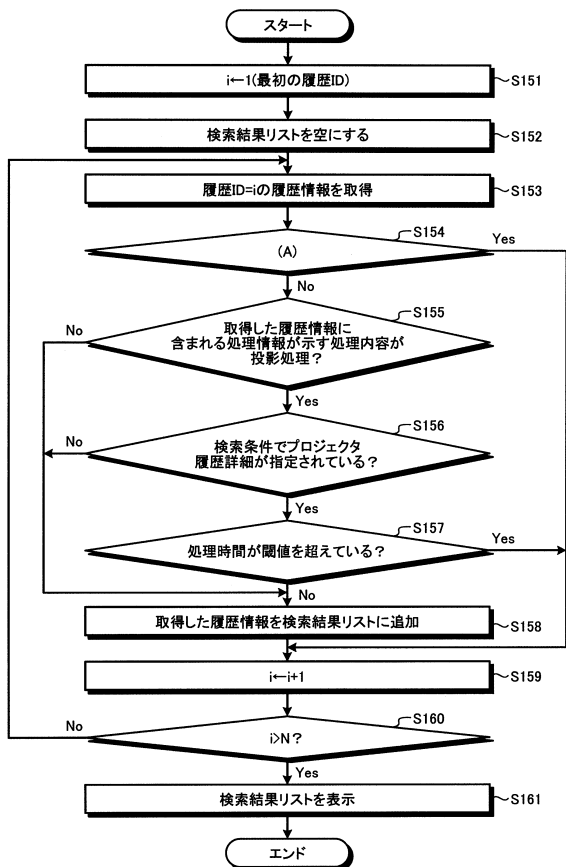 スタート
i←1(最初の履歴ID)
S151
検索結果リストを空にする
S152
履歴ID=iの履歴情報を取得
S153
S154
(A)
Yes
No
S155
No
取得した履歴情報に
含まれる処理情報が示す処理内容が
投影処理？
Yes
S156
No
検索条件でプロジェクタ
履歴詳細が指定されている？
Yes
S157
処理時間が閾値を超えている？
Yes
No
取得した履歴情報を検索結果リストに追加
S158
i←i+1
S159
S160
No
i>N？
Yes
検索結果リストを表示
S161
エンド